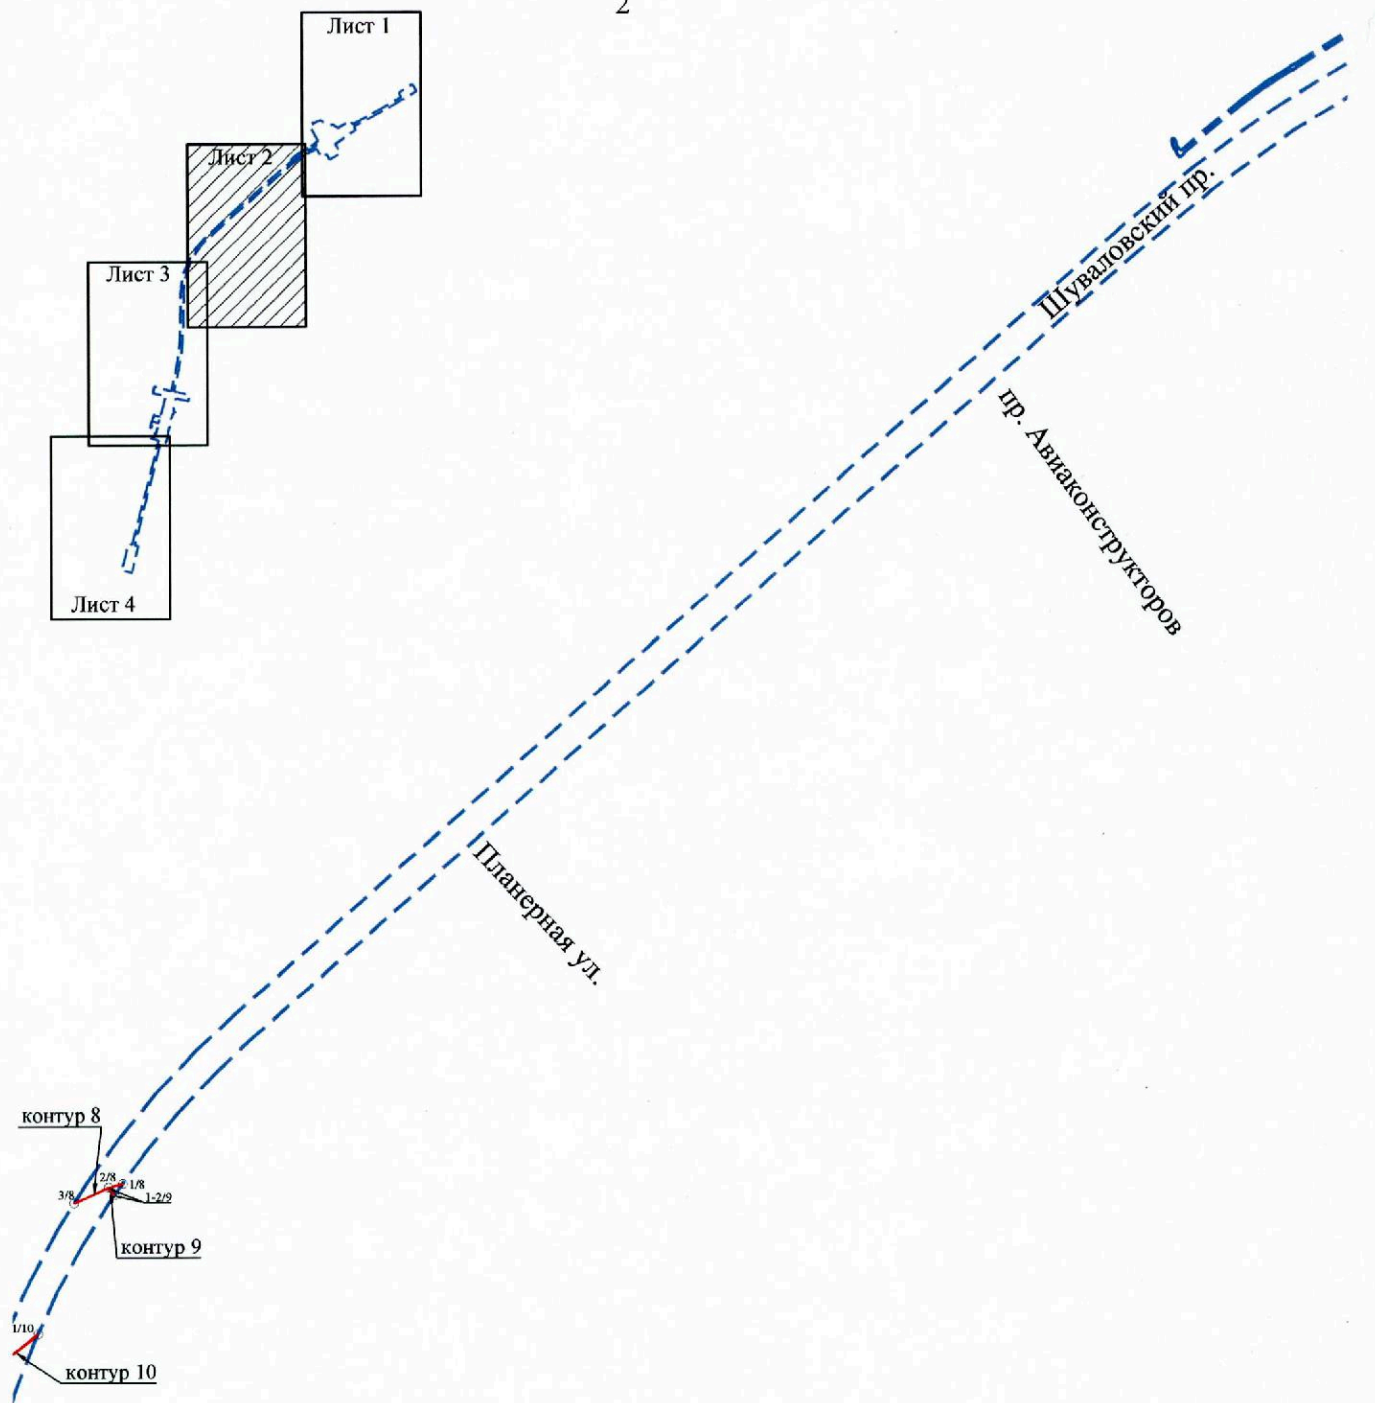 2
Лист 1
Лист 2
Лист 3
Лист 4
Шуваловский пр.
пр. Авиаконструкторов
Планерная ул.
контур 8
2/8
1/8
3/8
1-2/9
контур 9
1/10
контур 10